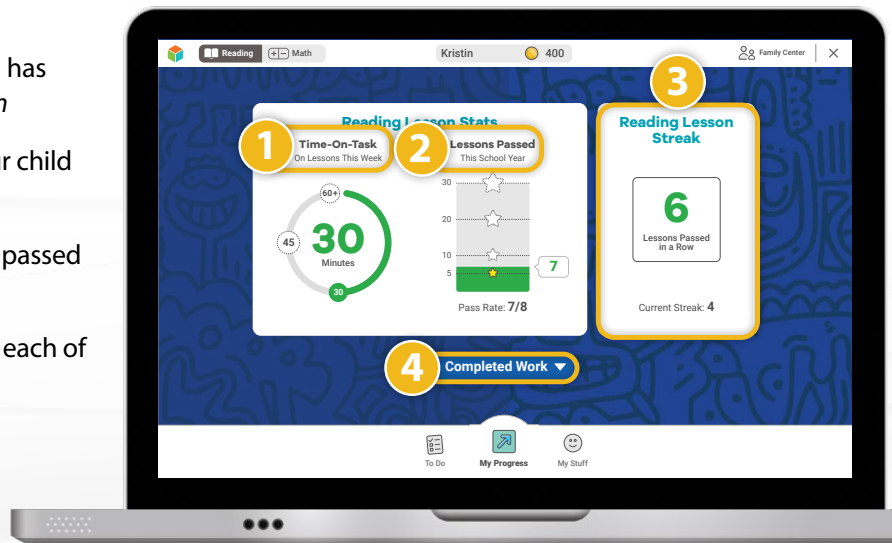 has
n
r child
passed
each of
Reading
Math
Kristin
400
Family Center
Reading Lesson Stats
1
Time-On-Task
On Lessons This Week
60+
45
30
Minutes
30
2
Lessons Passed
This School Year
30
20
10
5
7
Pass Rate: 7/8
3
Reading Lesson
Streak
6
Lessons Passed
in a Row
Current Streak: 4
4
Completed Work
To Do
My Progress
My Stuff